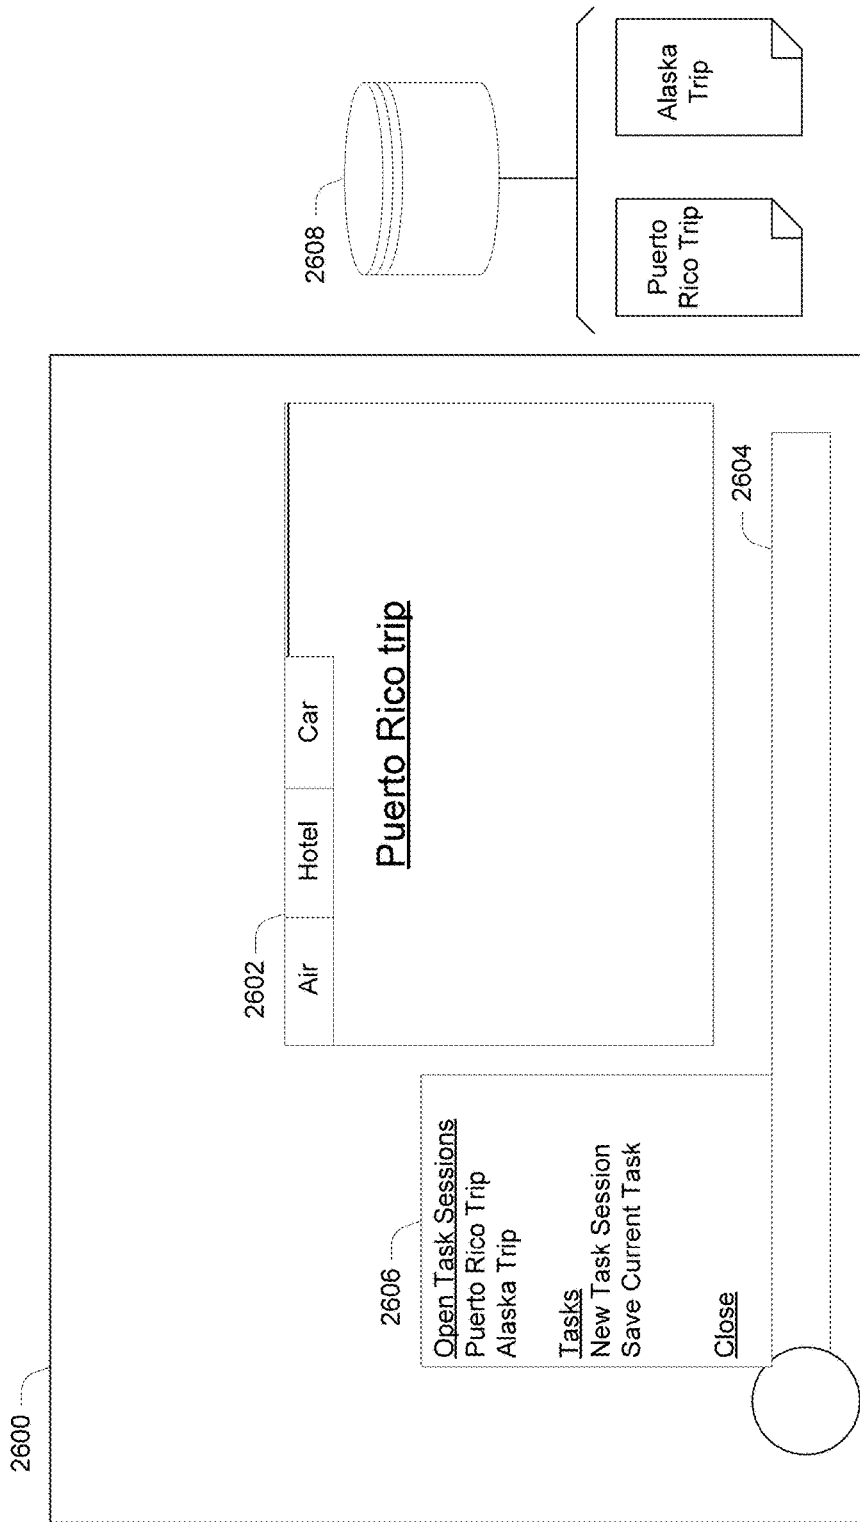 2600
2602
Air
Hotel
Car
Puerto Rico trip
2606
Open Task Sessions
Puerto Rico Trip
Alaska Trip
Tasks
New Task Session
Save Current Task
Close
2604
2608
Puerto
Rico Trip
Alaska
Trip